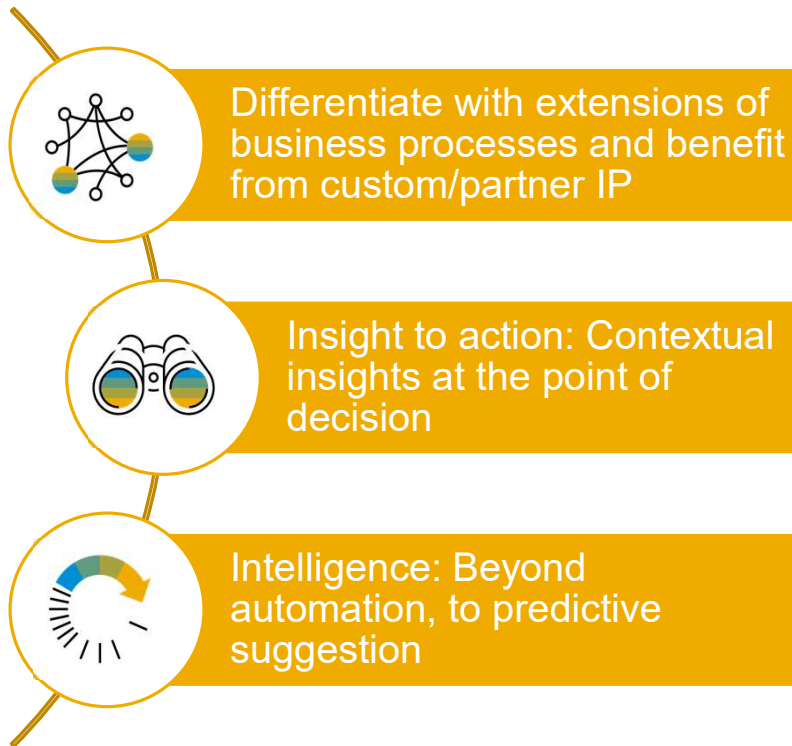 Differentiate with extensions of
business processes and benefit
from custom/partner IP
Insight to action: Contextual
insights at the point of
decision
Intelligence: Beyond
automation, to predictive
suggestion